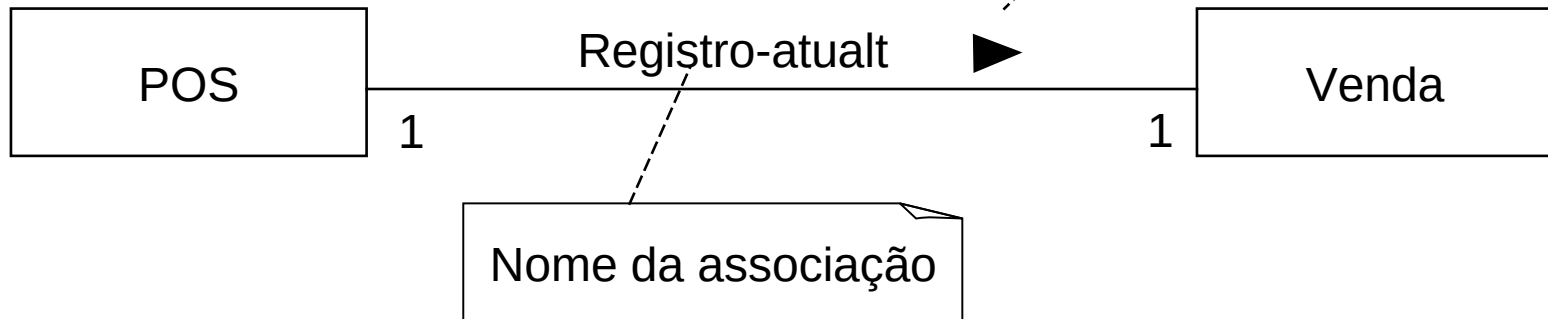 Registro-atualt
POS
Venda
1
1
Nome da associação